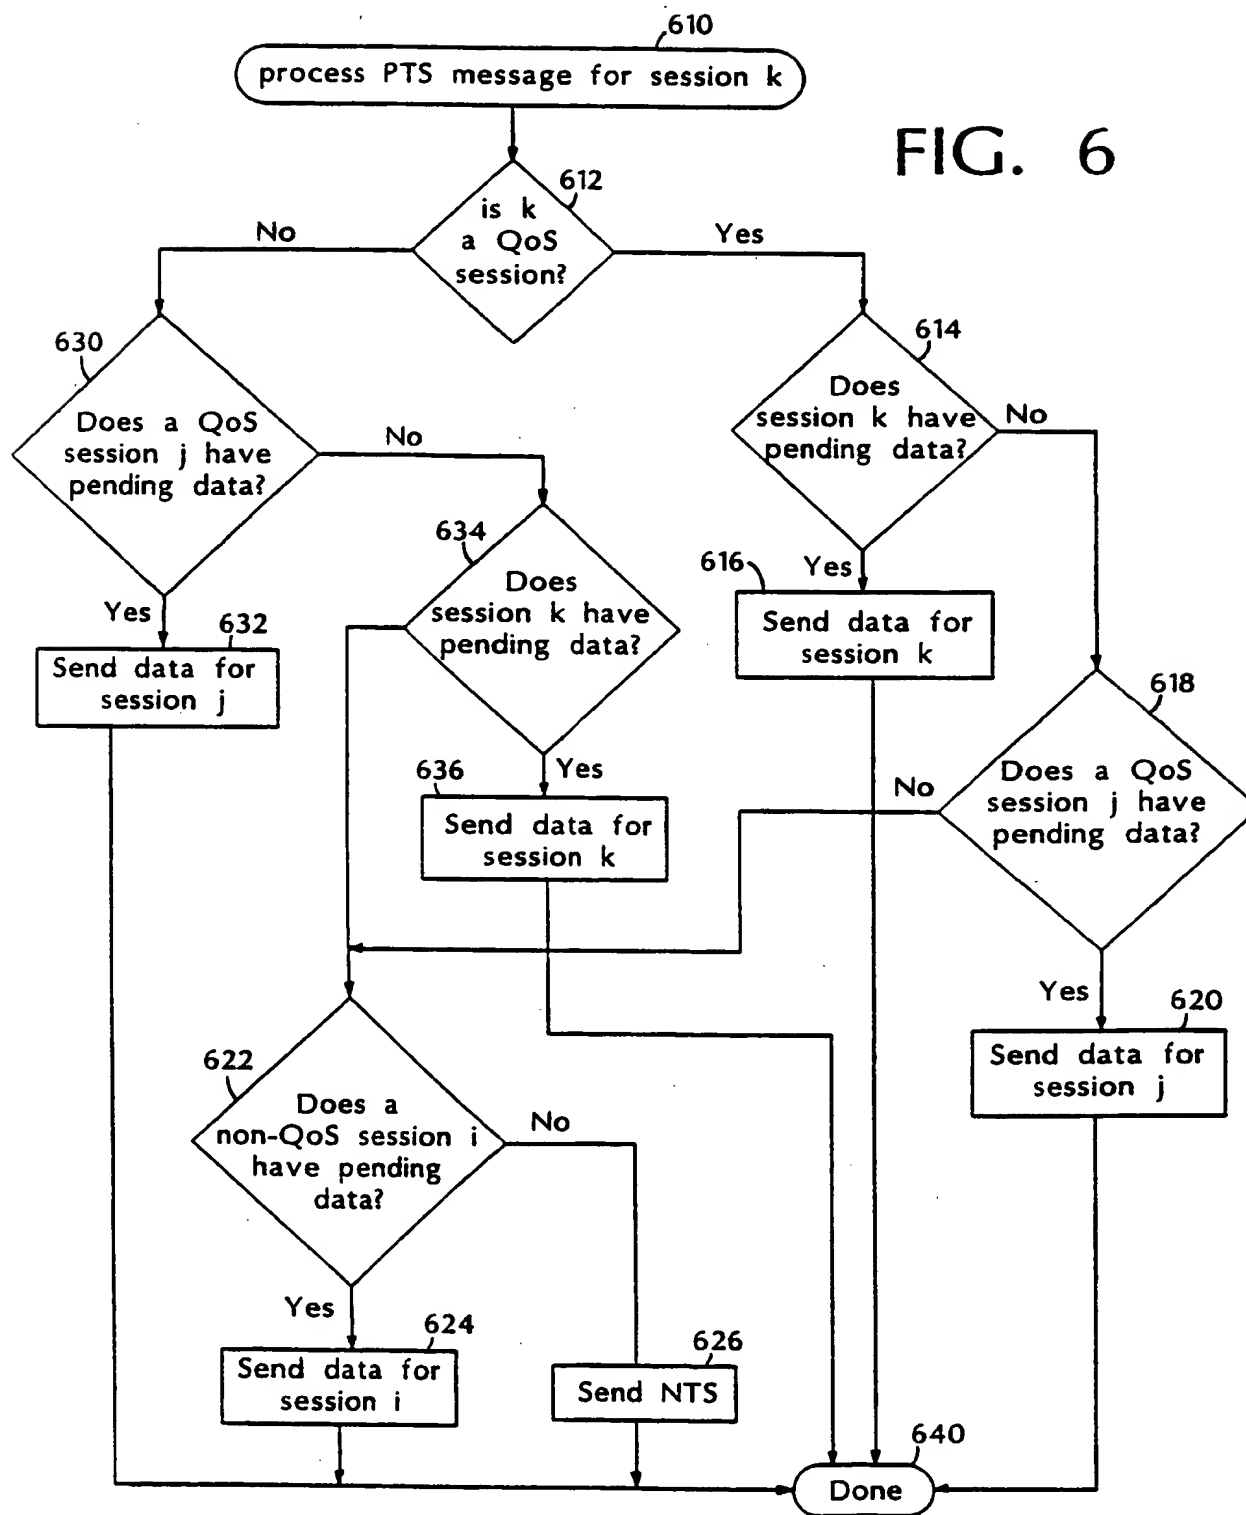 610
process PTS message for session k
FIG. 6
612
is k
a QoS
session?
No
Yes
630
Does a QoS
session j have
pending data?
No
614
Does
session k have
pending data?
No
634
Does
session k have
pending data?
Yes
632
Send data for
session j
Yes
616
Send data for
session k
618
Does a QoS
session j have
pending data?
No
Yes
636
Send data for
session k
Yes
620
Send data for
session j
622
Does a
non-QoS session i
have pending
data?
No
Yes
624
Send data for
session i
626
Send NTS
640
Done